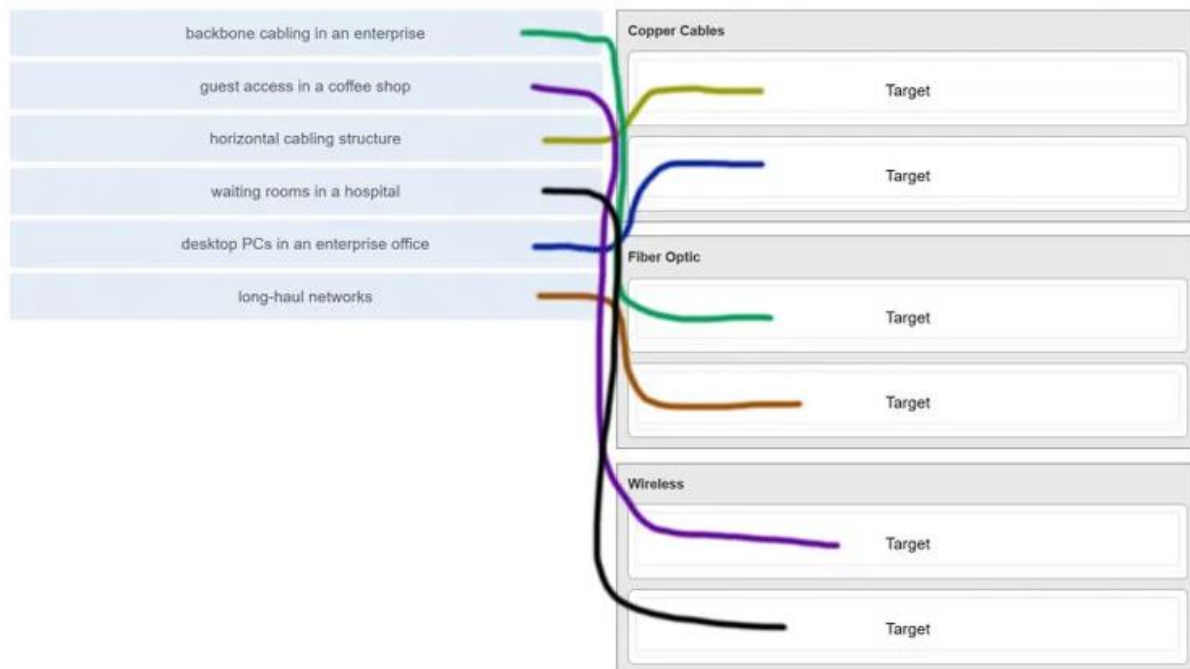 backbone cabling in an enterprise
guest access in a coffee shop
horizontal cabling structure
waiting rooms in a hospital
desktop PCs in an enterprise office
long-haul networks
Copper Cables
Target
Target
Fiber Optic
Target
Target
Wireless
Target
Target